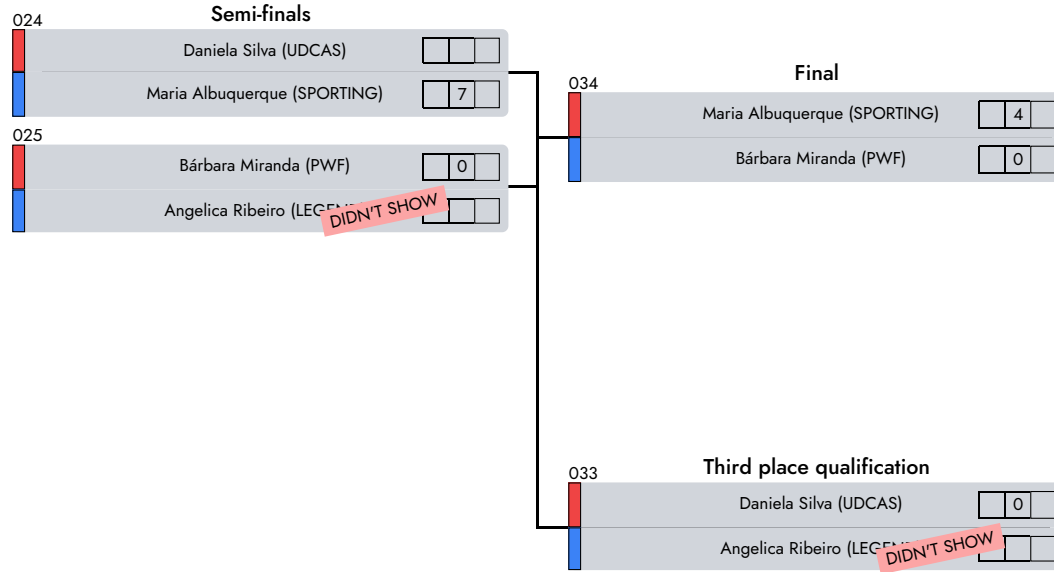 Semi-finals
024
Daniela Silva (UDCAS)
Maria Albuquerque (SPORTING) 7
025
Bárbara Miranda (PWF) 0
Angelica Ribeiro
DIDN'T SHOW
Final
034
Maria Albuquerque (SPORTING) 4
Bárbara Miranda (PWF) 0
Third place qualification
033
Daniela Silva (UDCAS) 0
Angelica Ribeiro
DIDN'T SHOW